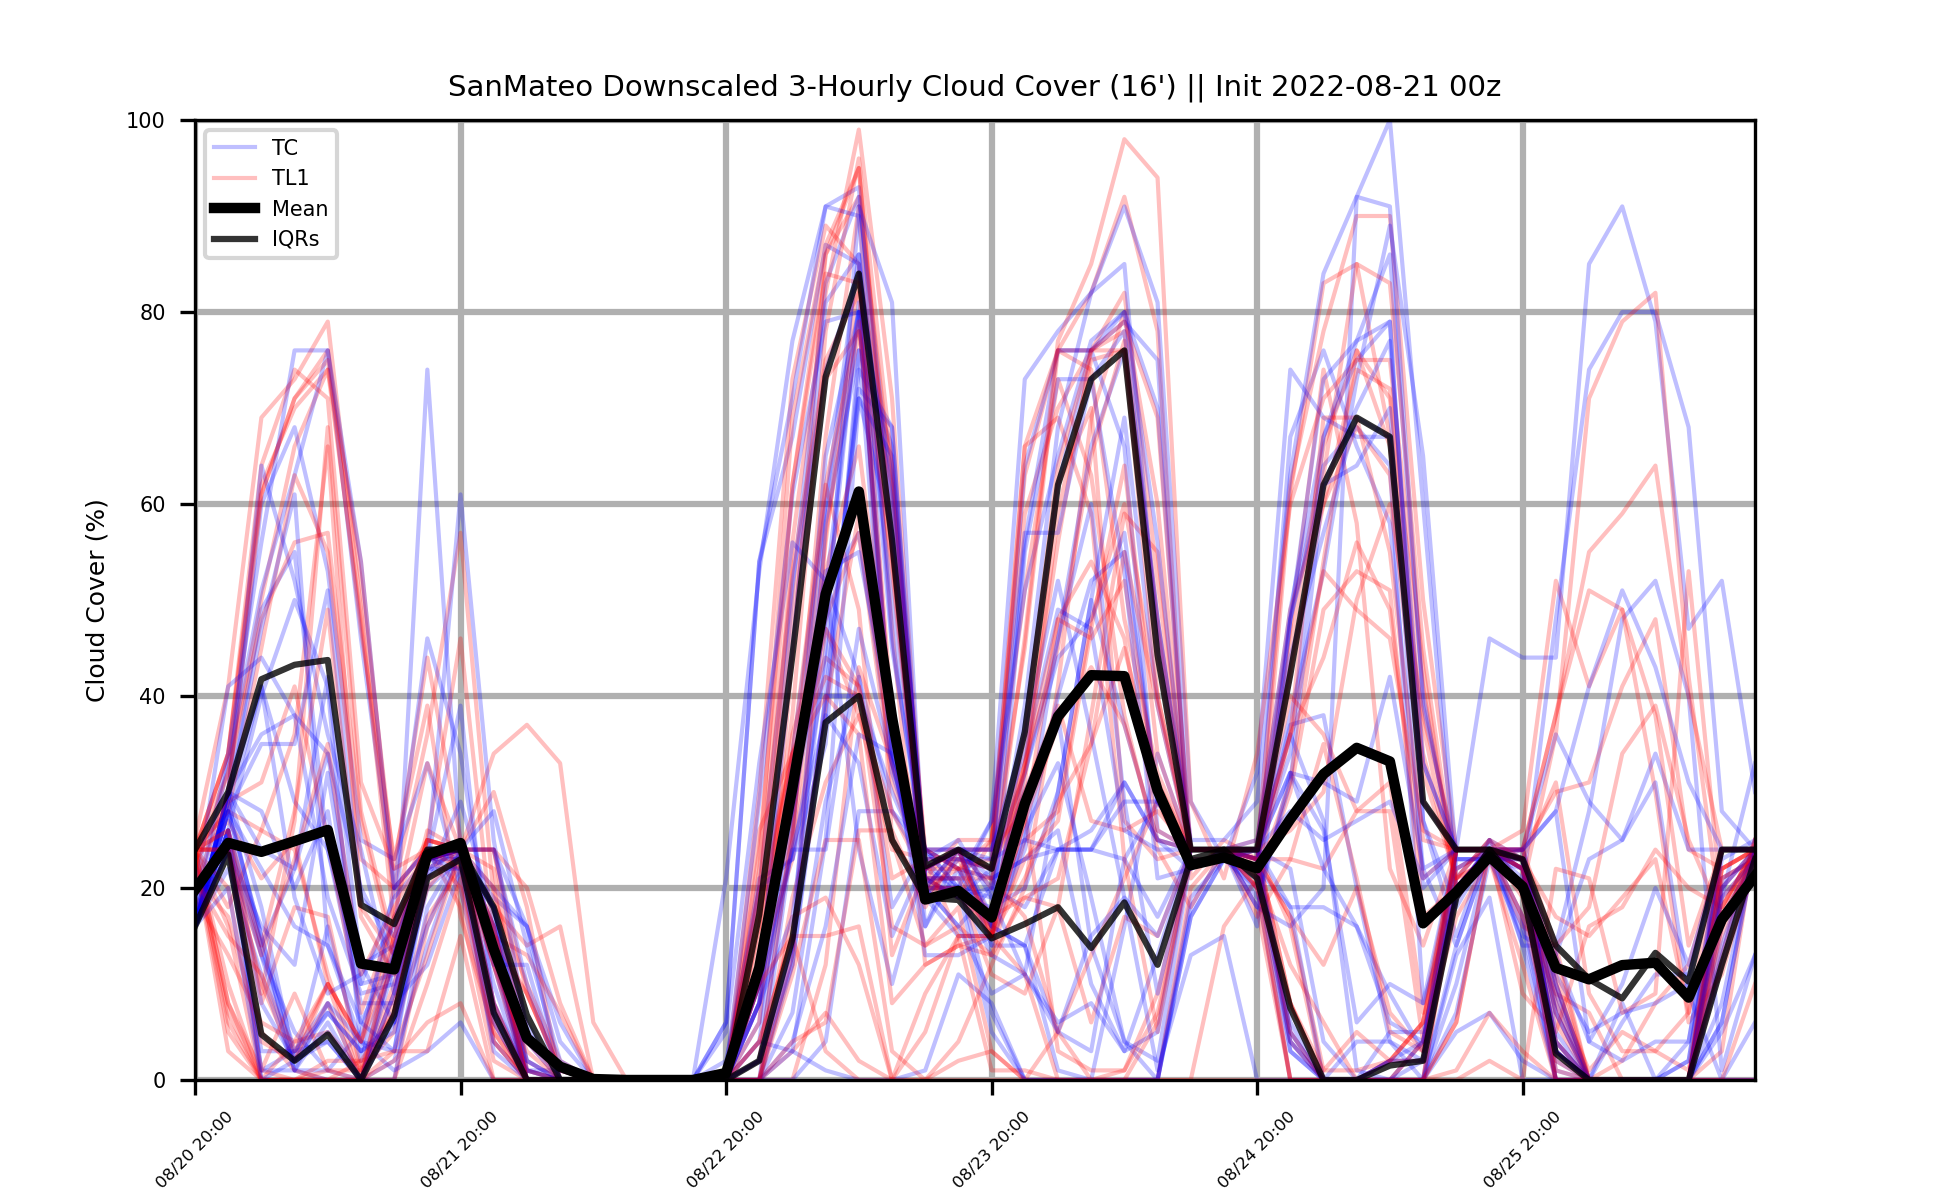 SanMateo Downscaled 3-Hourly Cloud Cover (16') || Init 2022-08-21 00z
100
80
60
40
20
0
Cloud Cover (%)
TC
TL1
Mean
IQRs
08/20 20:00
08/21 20:00
08/22 20:00
08/23 20:00
08/24 20:00
08/25 20:00